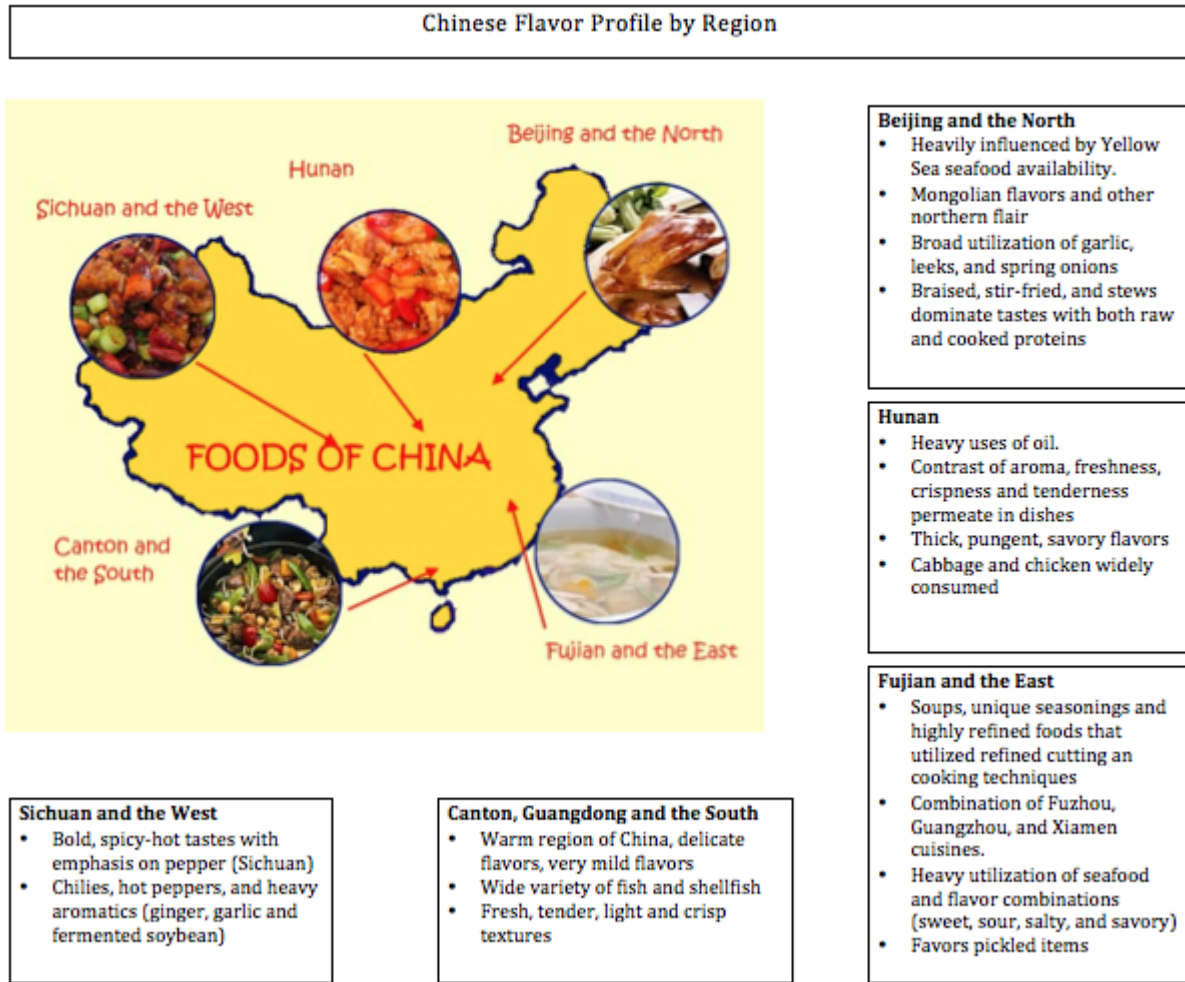 Chinese Flavor Profile by Region
Beijing and the North
Hunan
Sichuan and the West
FOODS OF CHINA
Canton and
the South
Fujian and the East
Beijing and the North
• Heavily influenced by Yellow
Sea seafood availability.
• Mongolian flavors and other
northern flair
• Broad utilization of garlic,
leeks, and spring onions
• Braised, stir-fried, and stews
dominate tastes with both raw
and cooked proteins
Hunan
• Heavy uses of oil.
• Contrast of aroma, freshness,
crispness and tenderness
permeate in dishes
• Thick, pungent, savory flavors
• Cabbage and chicken widely
consumed
Fujian and the East
• Soups, unique seasonings and
highly refined foods that
utilized refined cutting an
cooking techniques
• Combination of Fuzhou,
Guangzhou, and Xiamen
cuisines.
• Heavy utilization of seafood
and flavor combinations
(sweet, sour, salty, and savory)
• Favors pickled items
Sichuan and the West
• Bold, spicy-hot tastes with
emphasis on pepper (Sichuan)
• Chilies, hot peppers, and heavy
aromatics (ginger, garlic and
fermented soybean)
Canton, Guangdong and the South
• Warm region of China, delicate
flavors, very mild flavors
• Wide variety of fish and shellfish
• Fresh, tender, light and crisp
textures